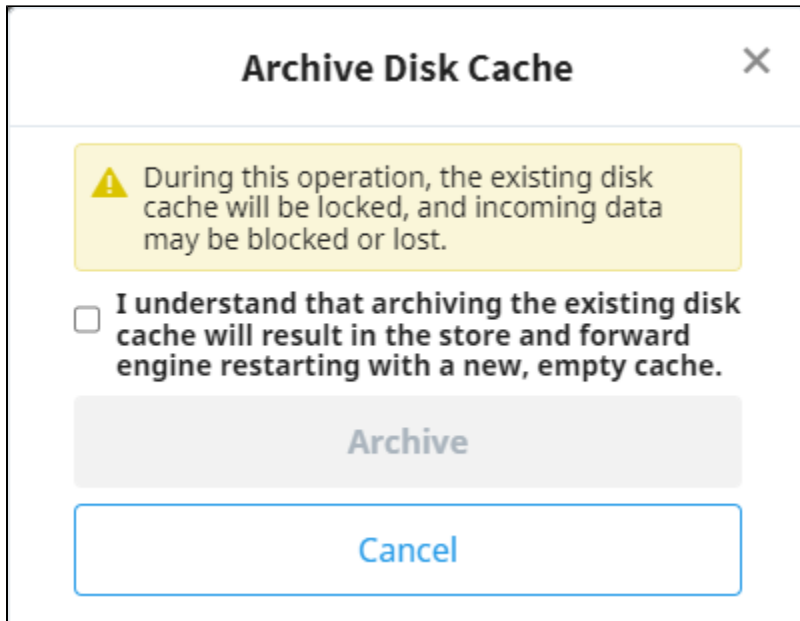 Archive Disk Cache
During this operation, the existing disk
cache will be locked, and incoming data
may be blocked or lost.
I understand that archiving the existing disk
cache will result in the store and forward
engine restarting with a new, empty cache.
Archive
Cancel